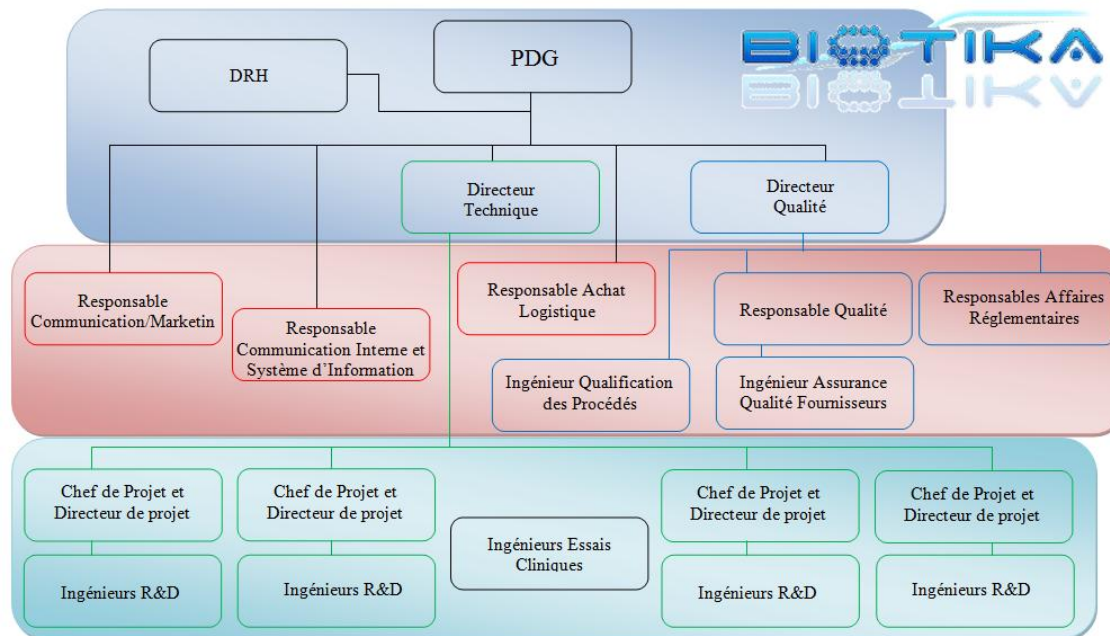 BIOTIKA
PDG
DRH
Directeur
Technique
Directeur
Qualité
Responsable
Communication/Marketin
Responsable
Communication Interne et
Système d'Information
Responsable Achat
Logistique
Responsable Qualité
Responsables Affaires
Réglementaires
Ingénieur Qualification
des Procédés
Ingénieur Assurance
Qualité Fournisseurs
Chef de Projet et
Directeur de projet
Chef de Projet et
Directeur de projet
Chef de Projet et
Directeur de projet
Chef de Projet et
Directeur de projet
Ingénieurs Essais
Cliniques
Ingénieurs R&D
Ingénieurs R&D
Ingénieurs R&D
Ingénieurs R&D